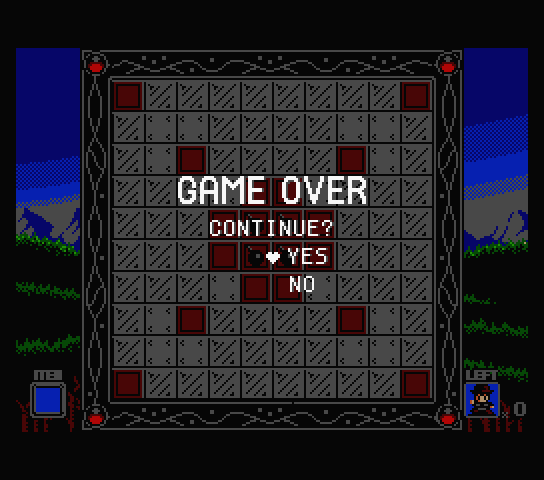 GAME OVER
CONTINUE?
YES
NO
LEFT
× 0